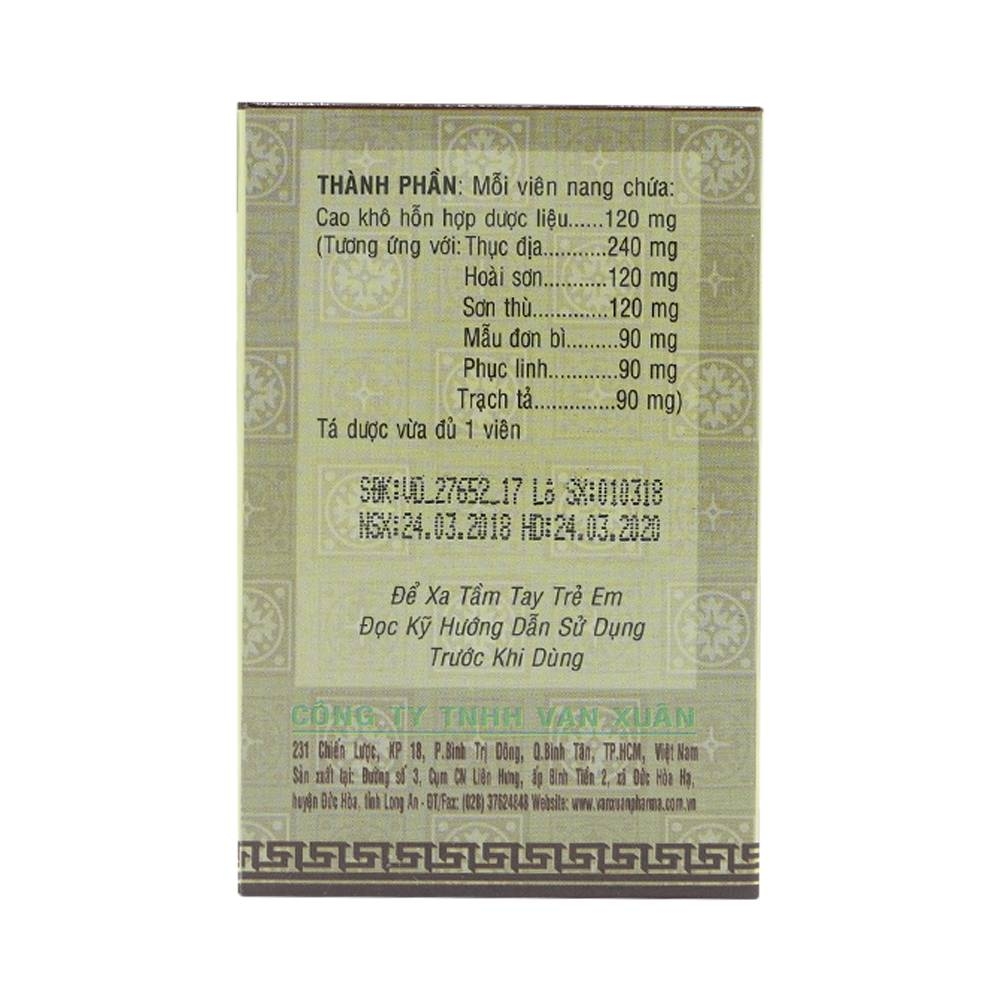 THÀNH PHẦN: Mỗi viên nang chứa:
Cao khô hỗn hợp dược liệu......120 mg
(Tương ứng với: Thục địa...........240 mg
Hoài sơn...........120 mg
Sơn thù.............120 mg
Mẫu đơn bì.........90 mg
Phục linh............90 mg
Trạch tả..............90 mg)
Tá dược vừa đủ 1 viên
SĐK:VD_27652_17 Lô SX:010318
NSX:24.03.2018 HD:24.03.2020
Để Xa Tầm Tay Trẻ Em
Đọc Kỹ Hướng Dẫn Sử Dụng
Trước Khi Dùng
CÔNG TY TNHH VẠN XUÂN
231 Chiến Lược, KP 18, P.Bình Trị Đông, Q.Bình Tân, TP.HCM, Việt Nam
Sản xuất tại: Đường số 3, Cụm CN Liên Hưng, ấp Bình Tiền 2, xã Đức Hòa Hạ,
huyện Đức Hòa, tỉnh Long An - ĐT/Fax: (028) 37624848 Website: www.vanxuanpharma.com.vn